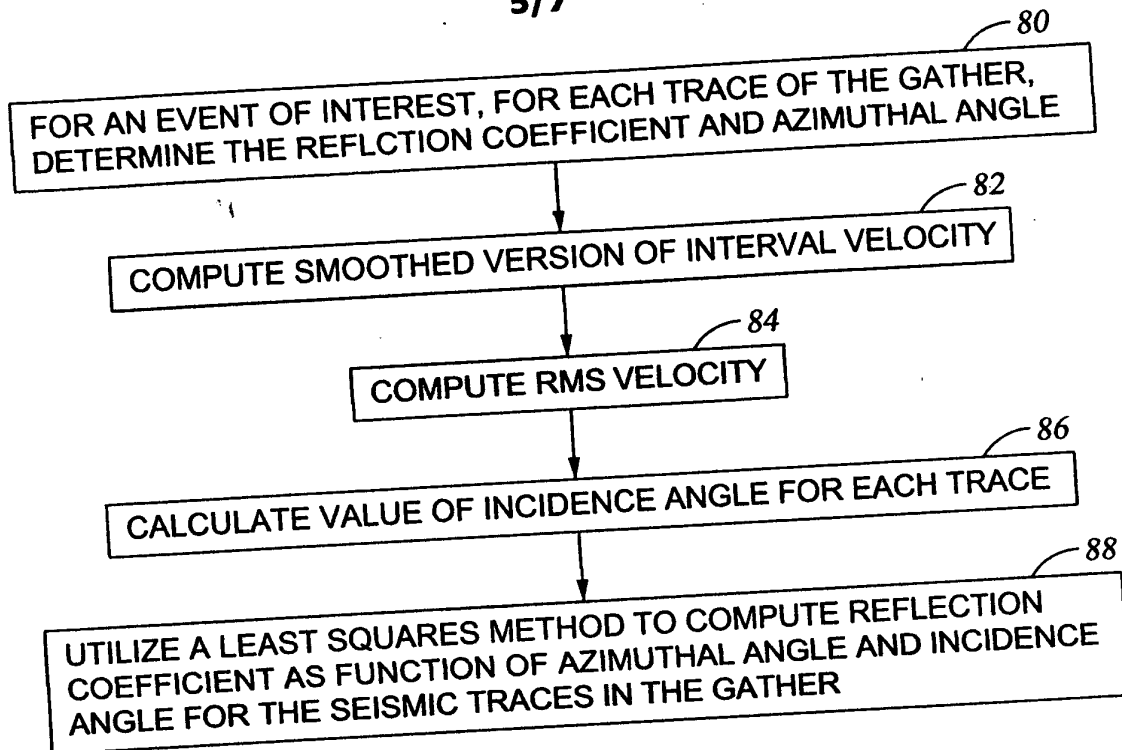 5/7
80
FOR AN EVENT OF INTEREST, FOR EACH TRACE OF THE GATHER,
DETERMINE THE REFLCTION COEFFICIENT AND AZIMUTHAL ANGLE
82
COMPUTE SMOOTHED VERSION OF INTERVAL VELOCITY
84
COMPUTE RMS VELOCITY
86
CALCULATE VALUE OF INCIDENCE ANGLE FOR EACH TRACE
88
UTILIZE A LEAST SQUARES METHOD TO COMPUTE REFLECTION
COEFFICIENT AS FUNCTION OF AZIMUTHAL ANGLE AND INCIDENCE
ANGLE FOR THE SEISMIC TRACES IN THE GATHER